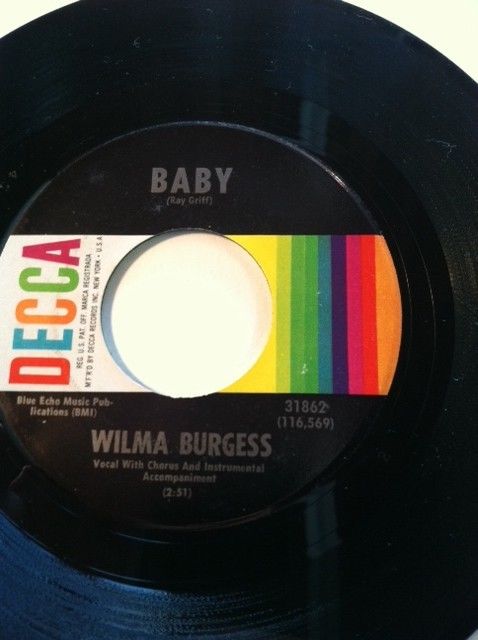 BABY
(Ray Griff)
DECCA
REG. U.S. PAT. OFF. MARCA REGISTRADA
M'F'R'D BY DECCA RECORDS INC. NEW YORK • U.S.A
Blue Echo Music Pub-
lications (BMI)
31862
(116,569)
WILMA BURGESS
Vocal With Chorus And Instrumental
Accompaniment
(2:51)